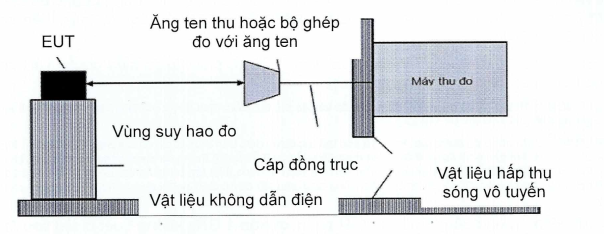 EUT
Ăng ten thu hoặc bộ ghép
đo với ăng ten
Máy thu đo
Vùng suy hao đo
Cáp đồng trục
Vật liệu hấp thụ
sóng vô tuyến
Vật liệu không dẫn điện